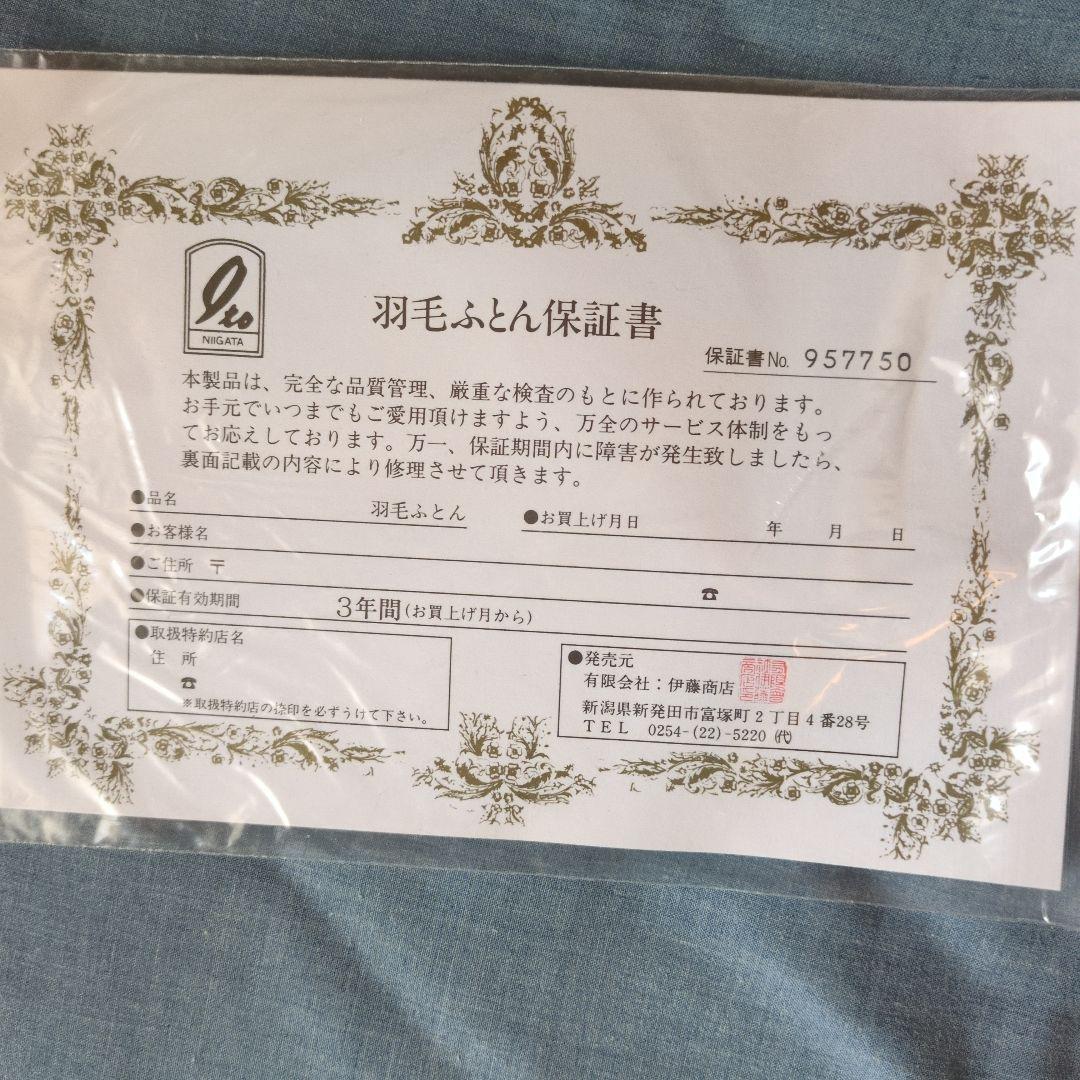 Ito
NIIGATA
羽毛ふとん保証書
保証書No. 957750
本製品は、完全な品質管理、厳重な検査のもとに作られております。
お手元でいつまでもご愛用頂けますよう、万全のサービス体制をもっ
てお応えしております。万一、保証期間内に障害が発生致しましたら、
裏面記載の内容により修理させて頂きます。
●品名 羽毛ふとん ●お買上げ月日 年 月 日
●お客様名
●ご住所 〒 ☎
●保証有効期間 3年間(お買上げ月から)
●取扱特約店名
住 所
☎
※取扱特約店の捺印を必ずうけて下さい。
●発売元
有限会社：伊藤商店
新潟県新発田市富塚町2丁目4番28号
TEL 0254-(22)-5220 ㈹